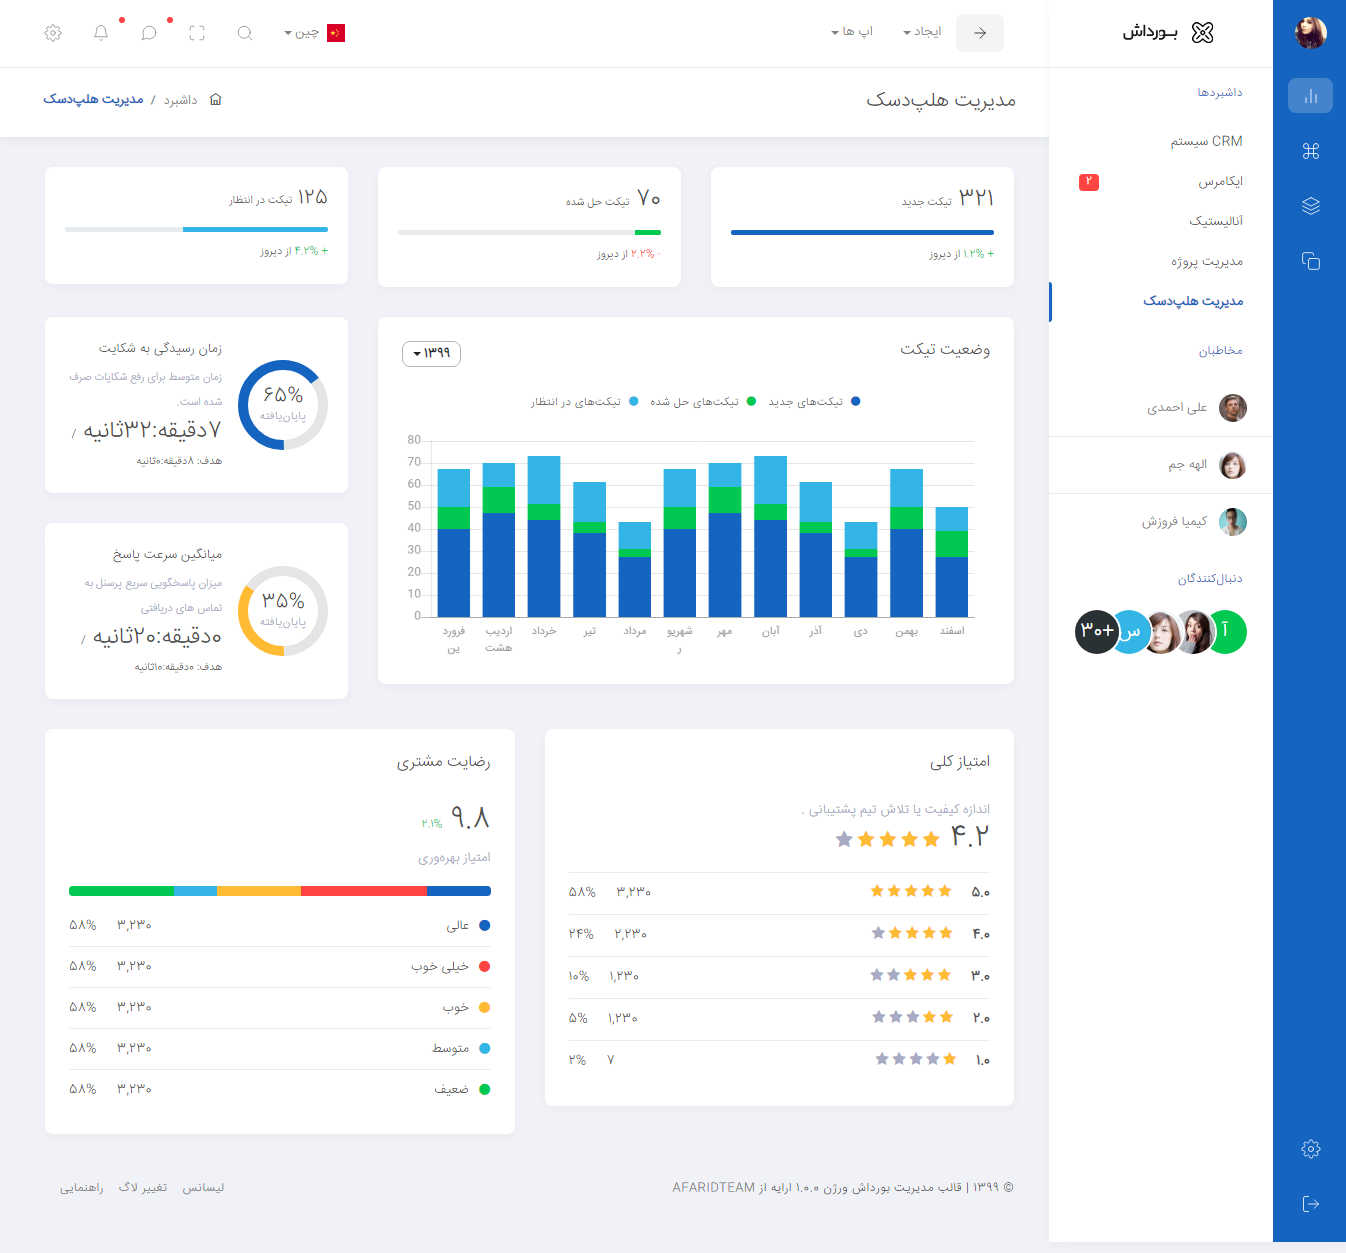 بـورداش
ایجاد
اپ ها
چین
داشبردها
CRM سیستم
ایکامرس
۲
آنالیستیک
مدیریت پروژه
مدیریت هلپ‌دسک
مخاطبان
علی احمدی
الهه جم
کیمیا فروزش
دنبال‌کنندگان
آ
س
+۳۰
مدیریت هلپ‌دسک
داشبرد / مدیریت هلپ‌دسک
۳۲۱ تیکت جدید
+ ۱.۲% از دیروز
۷۰ تیکت حل شده
- ۲.۲% از دیروز
۱۲۵ تیکت در انتظار
+ ۴.۲% از دیروز
وضعیت تیکت
۱۳۹۹
تیکت‌های جدید
تیکت‌های حل شده
تیکت‌های در انتظار
80
70
60
50
40
30
20
10
0
فرورد
ین
اردیب
هشت
خرداد
تیر
مرداد
شهریو
ر
مهر
آبان
آذر
دی
بهمن
اسفند
۶۵%
پایان‌یافته
زمان رسیدگی به شکایت
زمان متوسط برای رفع شکایات صرف
شده است.
۷دقیقه:۳۲ثانیه /
هدف: ۸دقیقه:۰ثانیه
۳۵%
پایان‌یافته
میانگین سرعت پاسخ
میزان پاسخگویی سریع پرسنل به
تماس های دریافتی
۰دقیقه:۲۰ثانیه /
هدف: ۰دقیقه:۱۰ثانیه
امتیاز کلی
اندازه کیفیت یا تلاش تیم پشتیبانی .
۴.۲
۵.۰ ۳,۲۳۰ ۵۸%
۴.۰ ۲,۲۳۰ ۲۴%
۳.۰ ۱,۲۳۰ ۱۰%
۲.۰ ۱,۲۳۰ ۵%
۱.۰ ۷ ۲%
رضایت مشتری
۹.۸ ۲.۱%
امتیاز بهره‌وری
عالی ۳,۲۳۰ ۵۸%
خیلی خوب ۳,۲۳۰ ۵۸%
خوب ۳,۲۳۰ ۵۸%
متوسط ۳,۲۳۰ ۵۸%
ضعیف ۳,۲۳۰ ۵۸%
© ۱۳۹۹ | قالب مدیریت بورداش ورژن ۱.۰.۰ ارایه از AFARIDTEAM
لیسانس
تغییر لاگ
راهنمایی